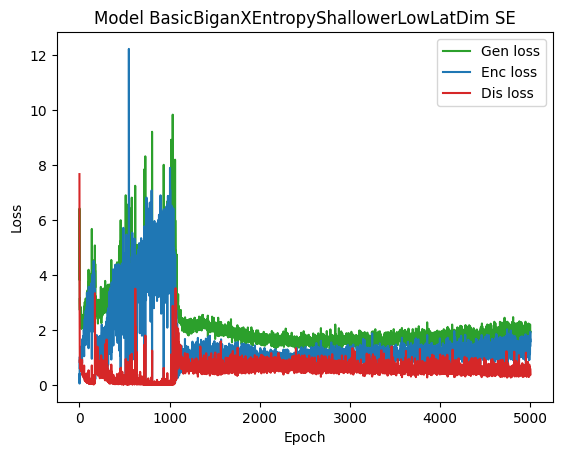 Model BasicBiganXEntropyShallowerLowLatDim SE
Gen loss
Enc loss
Dis loss
12
10
8
6
4
2
0
Loss
0 1000 2000 3000 4000 5000
Epoch